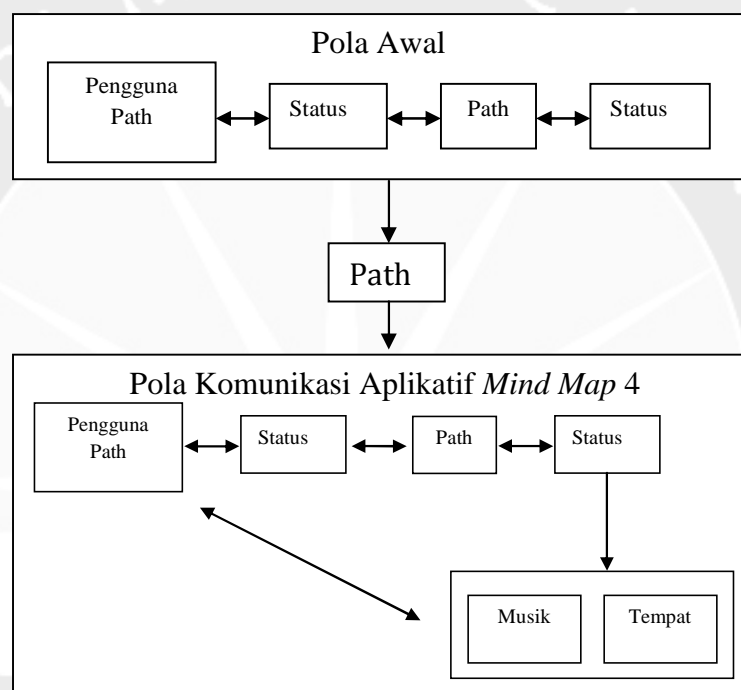 Pola Awal
Pengguna
Path
Status
Path
Status
Path
Pola Komunikasi Aplikatif Mind Map 4
Pengguna
Path
Status
Path
Status
Musik
Tempat